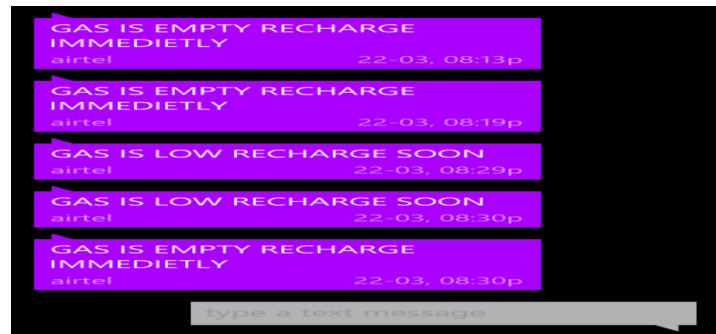 GAS IS EMPTY RECHARGE
IMMEDIETLY
airtel 22-03, 08:13p
GAS IS EMPTY RECHARGE
IMMEDIETLY
airtel 22-03, 08:19p
GAS IS LOW RECHARGE SOON
airtel 22-03, 08:29p
GAS IS LOW RECHARGE SOON
airtel 22-03, 08:30p
GAS IS EMPTY RECHARGE
IMMEDIETLY
airtel 22-03, 08:30p
type a text message